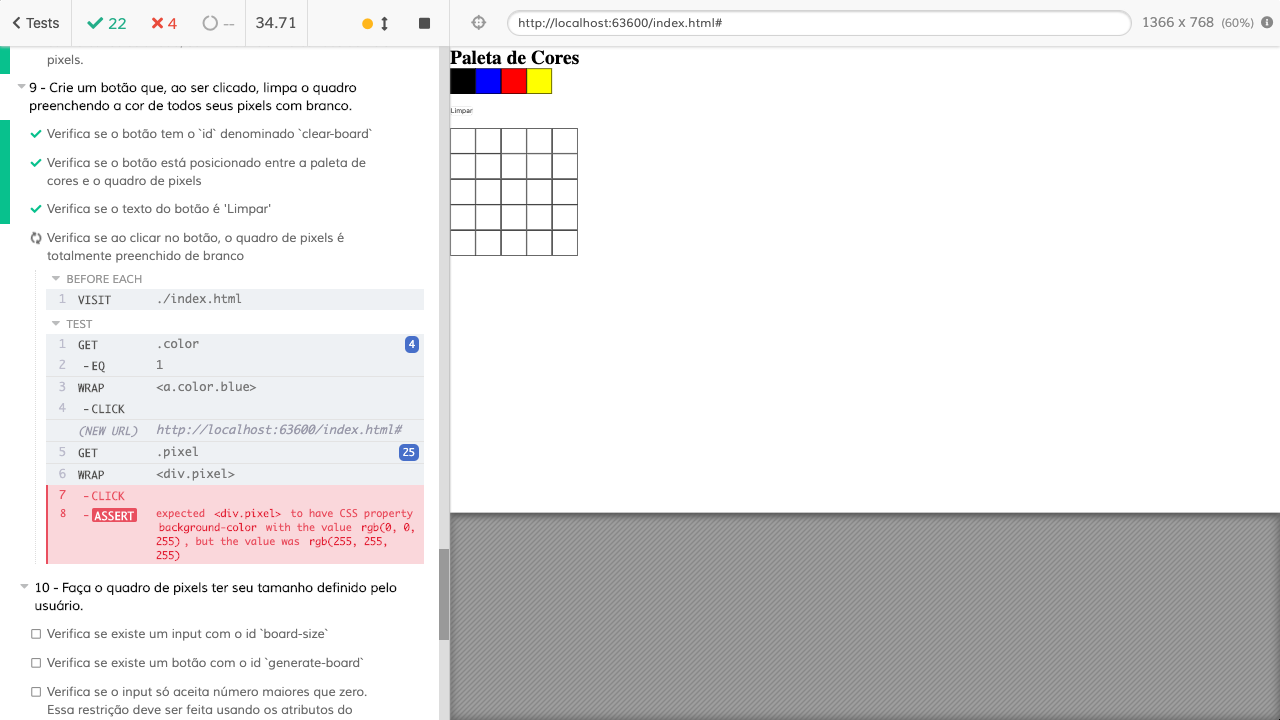 Tests
22
4
--
34.71
http://localhost:63600/index.html#
1366 x 768 (60%)
pixels.
9 - Crie um botão que, ao ser clicado, limpa o quadro
preenchendo a cor de todos seus pixels com branco.
Verifica se o botão tem o `id` denominado `clear-board`
Verifica se o botão está posicionado entre a paleta de
cores e o quadro de pixels
Verifica se o texto do botão é 'Limpar'
Verifica se ao clicar no botão, o quadro de pixels é
totalmente preenchido de branco
BEFORE EACH
1 VISIT ./index.html
TEST
1 GET .color 4
2 -EQ 1
3 WRAP <a.color.blue>
4 -CLICK
(NEW URL) http://localhost:63600/index.html#
5 GET .pixel 25
6 WRAP <div.pixel>
7 -CLICK
8 -ASSERT expected <div.pixel> to have CSS property
background-color with the value rgb(0, 0,
255), but the value was rgb(255, 255,
255)
10 - Faça o quadro de pixels ter seu tamanho definido pelo
usuário.
Verifica se existe um input com o id `board-size`
Verifica se existe um botão com o id `generate-board`
Verifica se o input só aceita número maiores que zero.
Essa restrição deve ser feita usando os atributos do
Paleta de Cores
Limpar